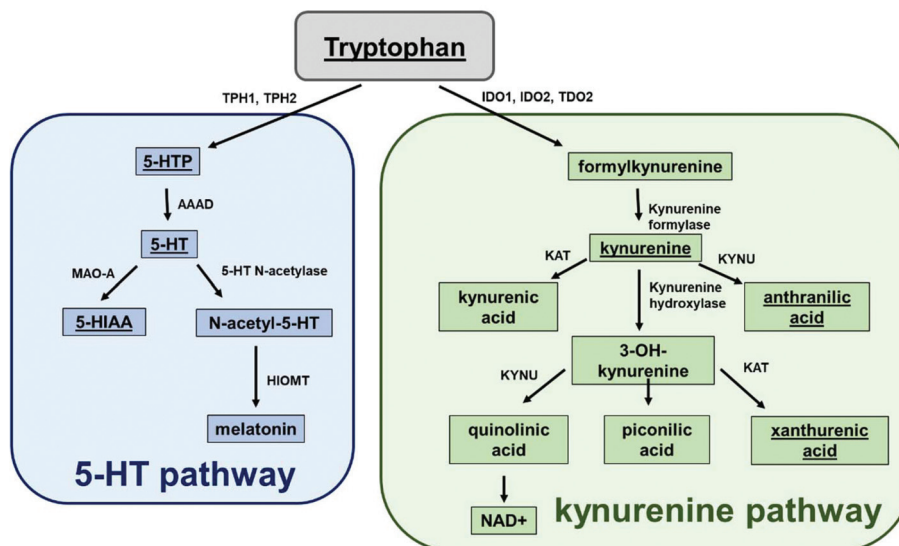 Tryptophan
TPH1, TPH2
IDO1, IDO2, TDO2
5-HTP
AAAD
5-HT
MAO-A
5-HT N-acetylase
5-HIAA
N-acetyl-5-HT
HIOMT
melatonin
5-HT pathway
formylkynurenine
Kynurenine
formylase
kynurenine
KAT
KYNU
Kynurenine
hydroxylase
kynurenic
acid
anthranilic
acid
3-OH-
kynurenine
KYNU
KAT
quinolinic
acid
piconilic
acid
xanthurenic
acid
NAD+
kynurenine pathway